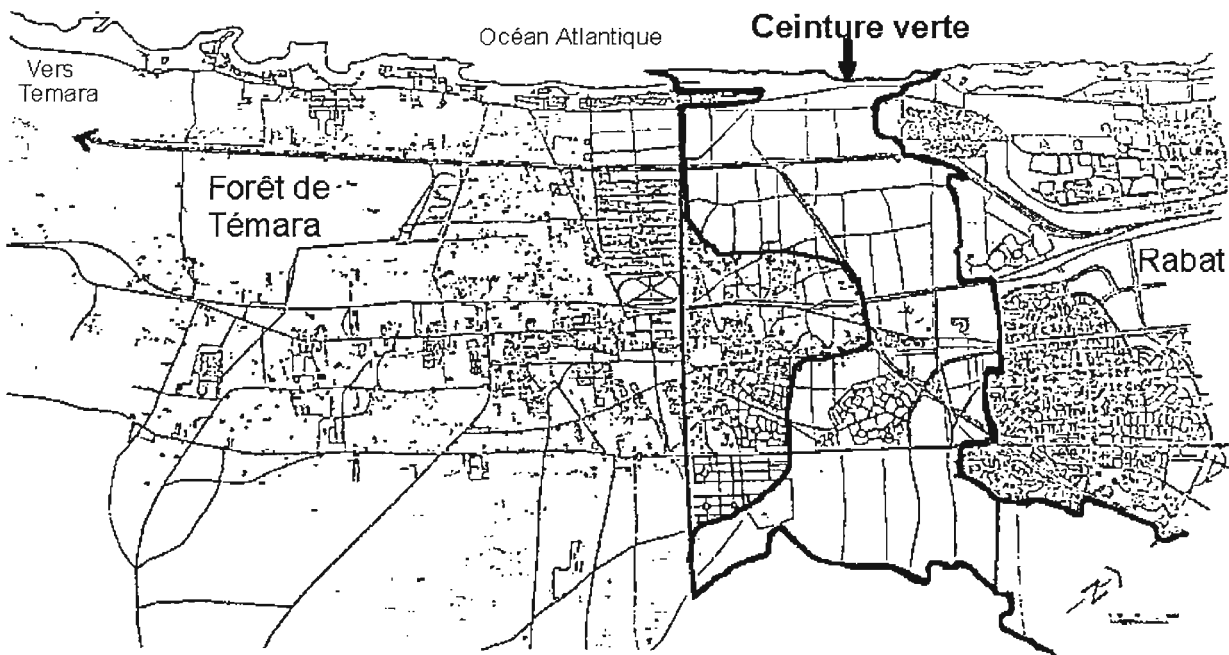 Océan Atlantique
Ceinture verte
Vers
Temara
Forêt de
Témara
Rabat
N